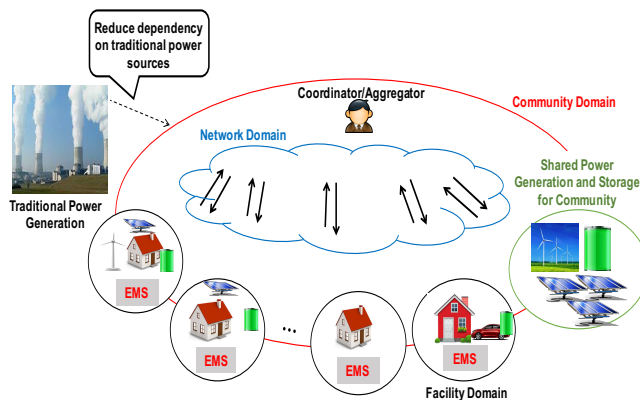 Reduce dependency
on traditional power
sources
Coordinator/Aggregator
Community Domain
Network Domain
Traditional Power
Generation
Shared Power
Generation and Storage
for Community
EMS
EMS
...
EMS
EMS
Facility Domain